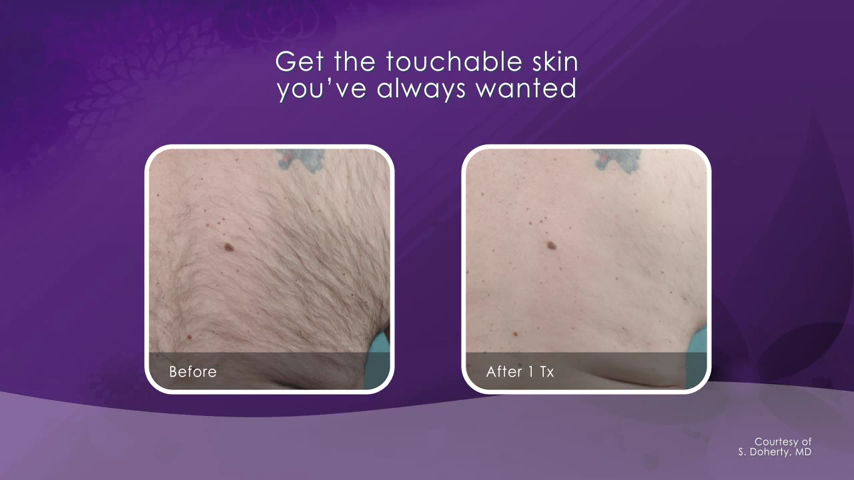 Get the touchable skin
you've always wanted
Before
After 1 Tx
Courtesy of
S. Doherty, MD